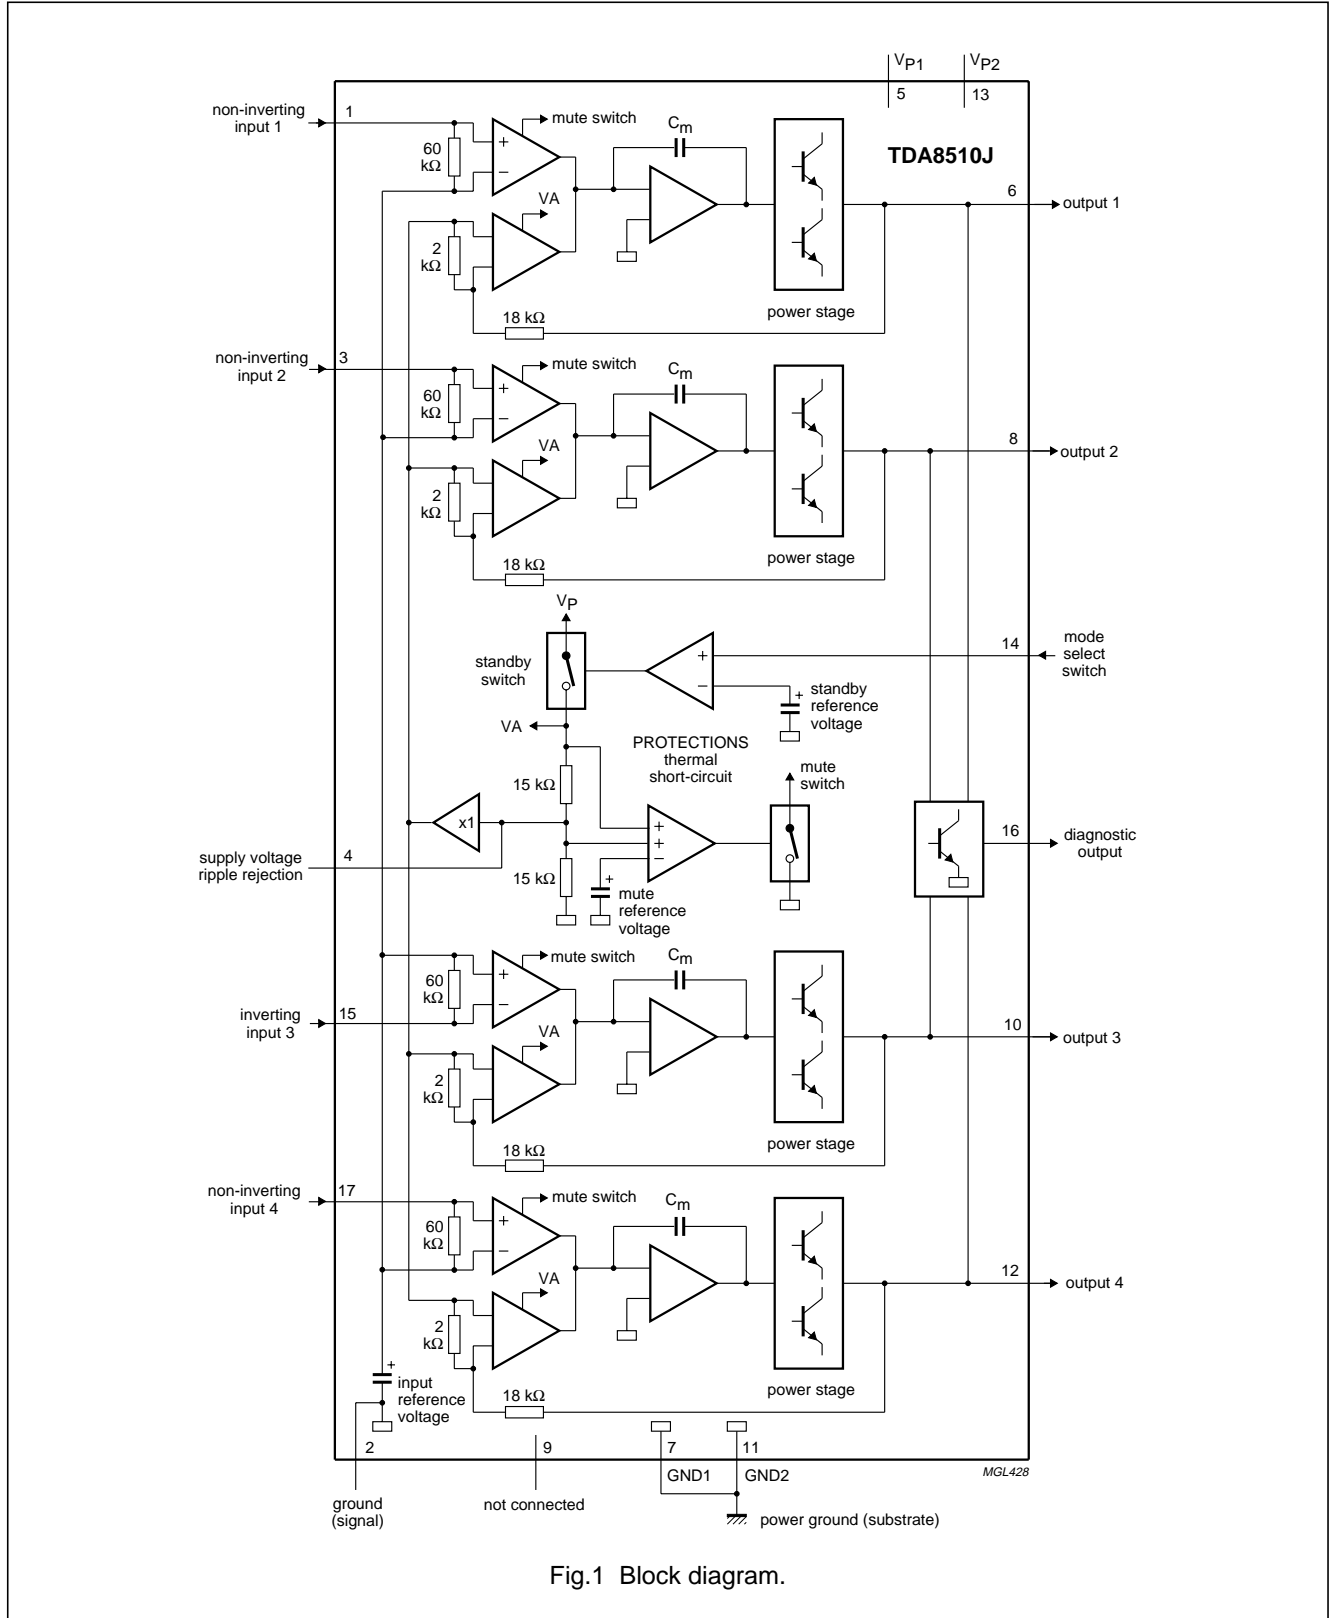 VP1
VP2
5
13
TDA8510J
non-inverting
input 1
1
mute switch
Cm
60
kΩ
+
−
VA
2
kΩ
18 kΩ
power stage
6
output 1
non-inverting
input 2
3
mute switch
Cm
60
kΩ
+
−
VA
2
kΩ
18 kΩ
power stage
8
output 2
VP
standby
switch
+
−
14
mode
select
switch
+
standby
reference
voltage
VA
PROTECTIONS
thermal
short-circuit
mute
switch
15 kΩ
x1
+
+
−
16
diagnostic
output
supply voltage
ripple rejection
4
15 kΩ
+
mute
reference
voltage
mute switch
Cm
60
kΩ
+
−
inverting
input 3
15
VA
2
kΩ
18 kΩ
power stage
10
output 3
non-inverting
input 4
17
mute switch
Cm
60
kΩ
+
−
VA
2
kΩ
18 kΩ
power stage
12
output 4
+
input
reference
voltage
2
9
7
11
GND1
GND2
MGL428
ground
(signal)
not connected
power ground (substrate)
Fig.1 Block diagram.